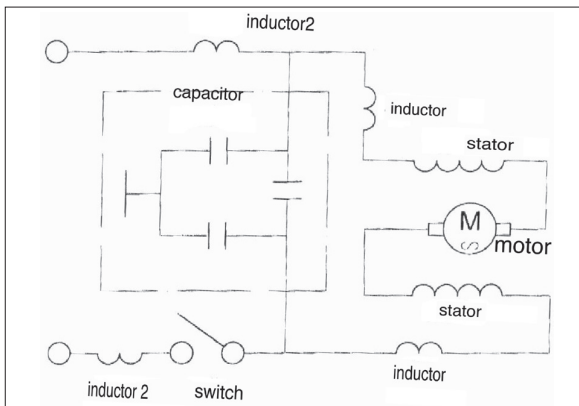 inductor2
capacitor
inductor
stator
M
S
motor
stator
inductor 2
switch
inductor